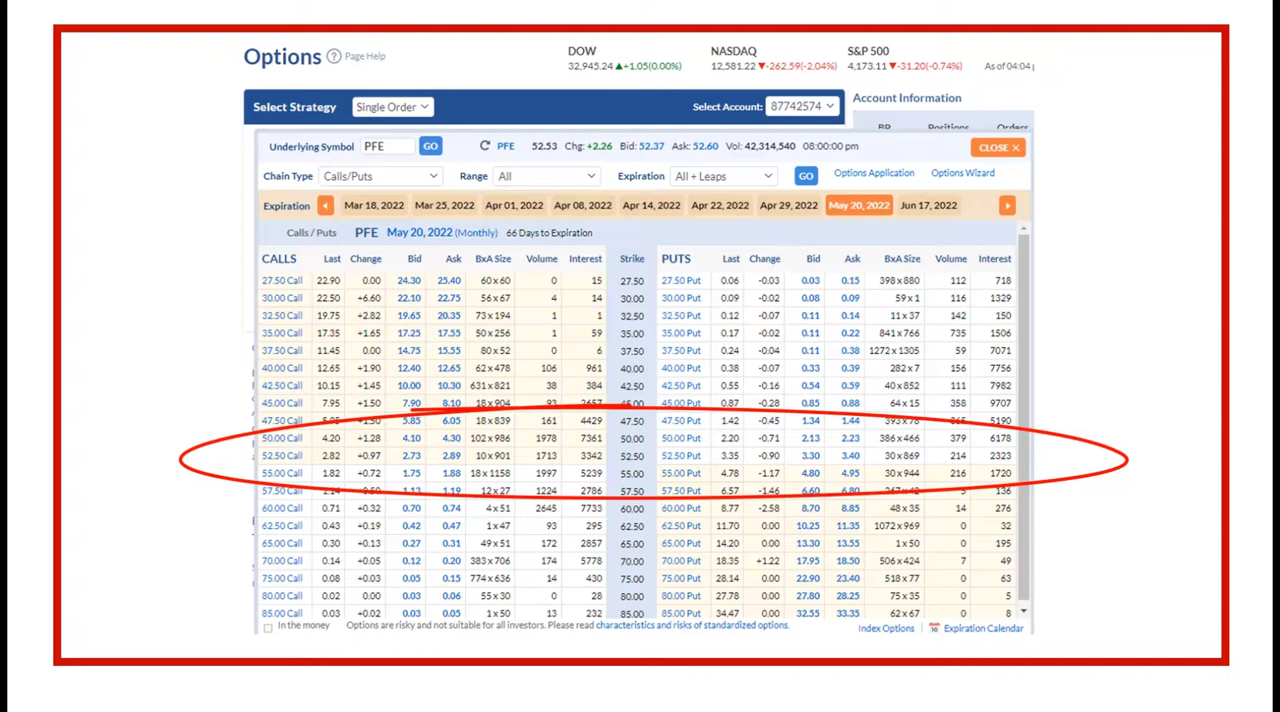 Options ? Page Help
DOW NASDAQ S&P 500
32,945.24 ▲+1.05(0.00%) 12,581.22 ▼-262.59(-2.04%) 4,173.11 ▼-31.20(-0.74%) As of 04:04
Select Strategy Single Order Select Account: 87742574 Account Information
BP Positions Orders
Underlying Symbol PFE GO PFE 52.53 Chg: +2.26 Bid: 52.37 Ask: 52.60 Vol: 42,314,540 08:00:00 pm CLOSE X
Chain Type Calls/Puts Range All Expiration All + Leaps GO Options Application Options Wizard
Expiration Mar 18, 2022 Mar 25, 2022 Apr 01, 2022 Apr 08, 2022 Apr 14, 2022 Apr 22, 2022 Apr 29, 2022 May 20, 2022 Jun 17, 2022
Calls / Puts PFE May 20, 2022 (Monthly) 66 Days to Expiration
CALLS Last Change Bid Ask BxA Size Volume Interest Strike PUTS Last Change Bid Ask BxA Size Volume Interest
27.50 Call 22.90 0.00 24.30 25.40 60 x 60 0 15 27.50 27.50 Put 0.06 -0.03 0.03 0.15 398 x 880 112 718
30.00 Call 22.50 +6.60 22.10 22.75 56 x 67 4 14 30.00 30.00 Put 0.09 -0.02 0.08 0.09 59 x 1 116 1329
32.50 Call 19.75 +2.82 19.65 20.35 73 x 194 1 1 32.50 32.50 Put 0.12 -0.07 0.11 0.14 11 x 37 142 150
35.00 Call 17.35 +1.65 17.25 17.55 50 x 256 1 59 35.00 35.00 Put 0.17 -0.02 0.11 0.22 841 x 766 735 1506
37.50 Call 11.45 0.00 14.75 15.55 80 x 52 0 6 37.50 37.50 Put 0.24 -0.04 0.11 0.38 1272 x 1305 59 7071
40.00 Call 12.65 +1.90 12.40 12.65 62 x 478 106 961 40.00 40.00 Put 0.38 -0.07 0.33 0.39 282 x 7 156 7756
42.50 Call 10.15 +1.45 10.00 10.30 631 x 821 38 384 42.50 42.50 Put 0.55 -0.16 0.54 0.59 40 x 852 111 7982
45.00 Call 7.95 +1.50 7.90 8.10 18 x 904 93 2657 45.00 45.00 Put 0.87 -0.28 0.85 0.88 64 x 15 358 9707
47.50 Call 5.95 +1.50 5.85 6.05 18 x 839 161 4429 47.50 47.50 Put 1.42 -0.45 1.34 1.44 393 x 78 865 5190
50.00 Call 4.20 +1.28 4.10 4.30 102 x 986 1978 7361 50.00 50.00 Put 2.20 -0.71 2.13 2.23 386 x 466 379 6178
52.50 Call 2.82 +0.97 2.73 2.89 10 x 901 1713 3342 52.50 52.50 Put 3.35 -0.90 3.30 3.40 30 x 869 214 2323
55.00 Call 1.82 +0.72 1.75 1.88 18 x 1158 1997 5239 55.00 55.00 Put 4.78 -1.17 4.80 4.95 30 x 944 216 1720
57.50 Call 1.14 +0.50 1.13 1.19 12 x 27 1224 2786 57.50 57.50 Put 6.57 -1.46 6.60 6.80 267 x 42 5 136
60.00 Call 0.71 +0.32 0.70 0.74 4 x 51 2645 7733 60.00 60.00 Put 8.77 -2.58 8.70 8.85 48 x 35 14 276
62.50 Call 0.43 +0.19 0.42 0.47 1 x 47 93 295 62.50 62.50 Put 11.70 0.00 10.25 11.35 1072 x 969 0 32
65.00 Call 0.30 +0.13 0.27 0.31 49 x 51 172 2857 65.00 65.00 Put 14.20 0.00 13.30 13.55 1 x 50 0 195
70.00 Call 0.14 +0.05 0.12 0.20 383 x 706 174 5778 70.00 70.00 Put 18.35 +1.22 17.95 18.50 506 x 424 7 49
75.00 Call 0.08 +0.03 0.05 0.15 774 x 636 14 430 75.00 75.00 Put 28.14 0.00 22.90 23.40 518 x 77 0 63
80.00 Call 0.02 0.00 0.03 0.06 55 x 30 0 28 80.00 80.00 Put 27.78 0.00 27.80 28.25 75 x 35 0 5
85.00 Call 0.03 +0.02 0.03 0.05 1 x 50 13 232 85.00 85.00 Put 34.47 0.00 32.55 33.35 62 x 67 0 8
In the money Options are risky and not suitable for all investors. Please read characteristics and risks of standardized options. Index Options Expiration Calendar